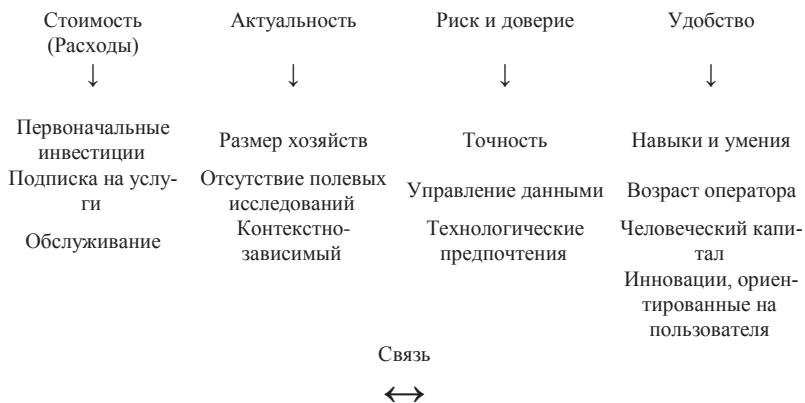 Стоимость
(Расходы)
↓
Первоначальные
инвестиции
Подписка на услу-
ги
Обслуживание
Актуальность
↓
Размер хозяйств
Отсутствие полевых
исследований
Контекстно-
зависимый
Риск и доверие
↓
Точность
Управление данными
Технологические
предпочтения
Удобство
↓
Навыки и умения
Возраст оператора
Человеческий капи-
тал
Инновации, ориен-
тированные на
пользователя
Связь
↔